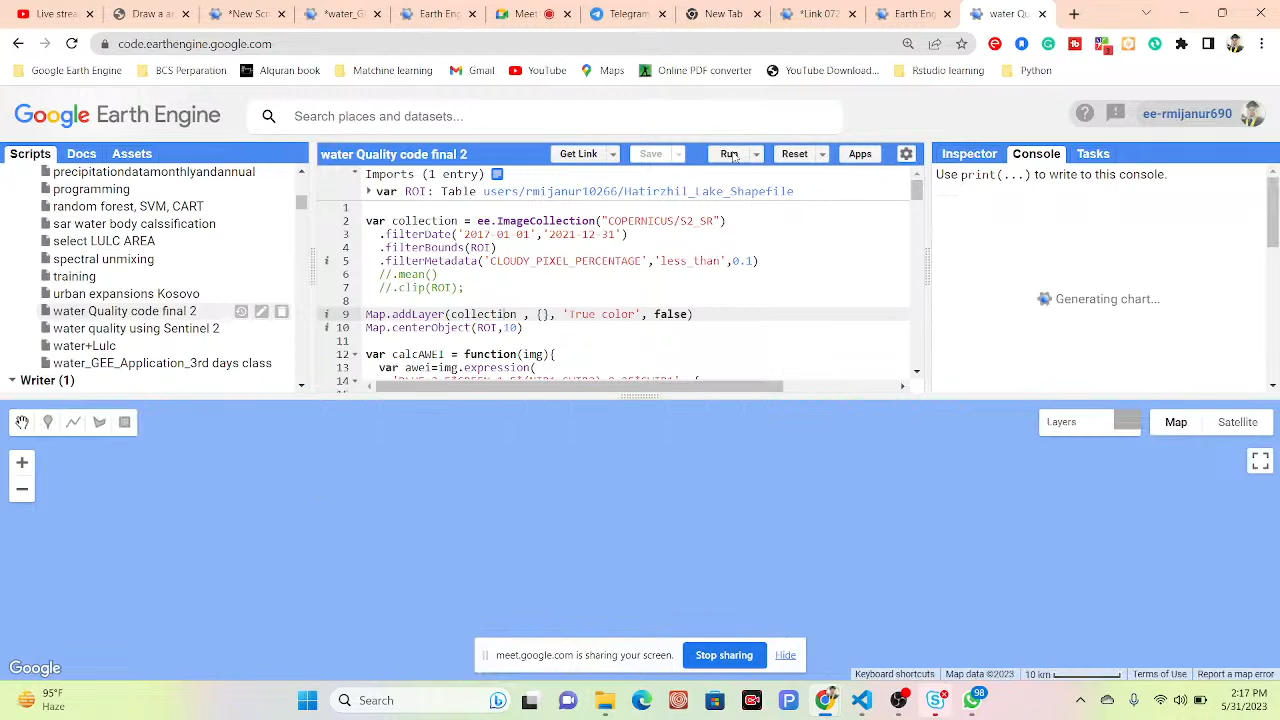 Live stream
Draw a ar
*New Scr
*water_G
Earth Eng
Meet
Telegram
New Tab
*Link 072
Earth Eng
water Qu
code.earthengine.google.com
3
Google Earth Engine
BCS Perparation
Alquran book
Matchine learning
Gmail
YouTube
Maps
Online PDF converter
YouTube Download...
Rstudio learning
Python
Google Earth Engine
Search places and datasets...
ee-rmijanur690
Scripts
Docs
Assets
water Quality code final 2
Get Link
Save
Run
Reset
Apps
Inspector
Console
Tasks
precipitationdatamonthlyandamual
programming
random forest, SVM, CART
sar water body calssification
select LULC AREA
spectral unmixing
training
urban expansions Kosovo
water Quality code final 2
water quality using Sentinel 2
water+Lulc
water_GEE_Application_3rd days class
Writer (1)
Imports (1 entry)
var ROI: Table users/rmijanur10266/Hatirzhil_Lake_Shapefile
1
2 var collection = ee.ImageCollection("COPERNICUS/S2_SR")
3 .filterDate('2017-01-01','2021-12-31')
4 .filterBounds(ROI)
5 .filterMetadata('CLOUDY_PIXEL_PERCENTAGE','less_than',0.1)
6 //.mean()
7 //.clip(ROI);
8
9 Map.addLayer(collection , {}, 'True color', false)
10 Map.centerObject(ROI,10)
11
12 var calcAWEI = function(img){
13 var awei=img.expression(
14
Use print(...) to write to this console.
Generating chart...
Layers
Map
Satellite
+
−
Google
meet.google.com is sharing your screen.
Stop sharing
Hide
Keyboard shortcuts
Map data ©2023
10 km
Terms of Use
Report a map error
95°F
Haze
Search
98
2:17 PM
5/31/2023